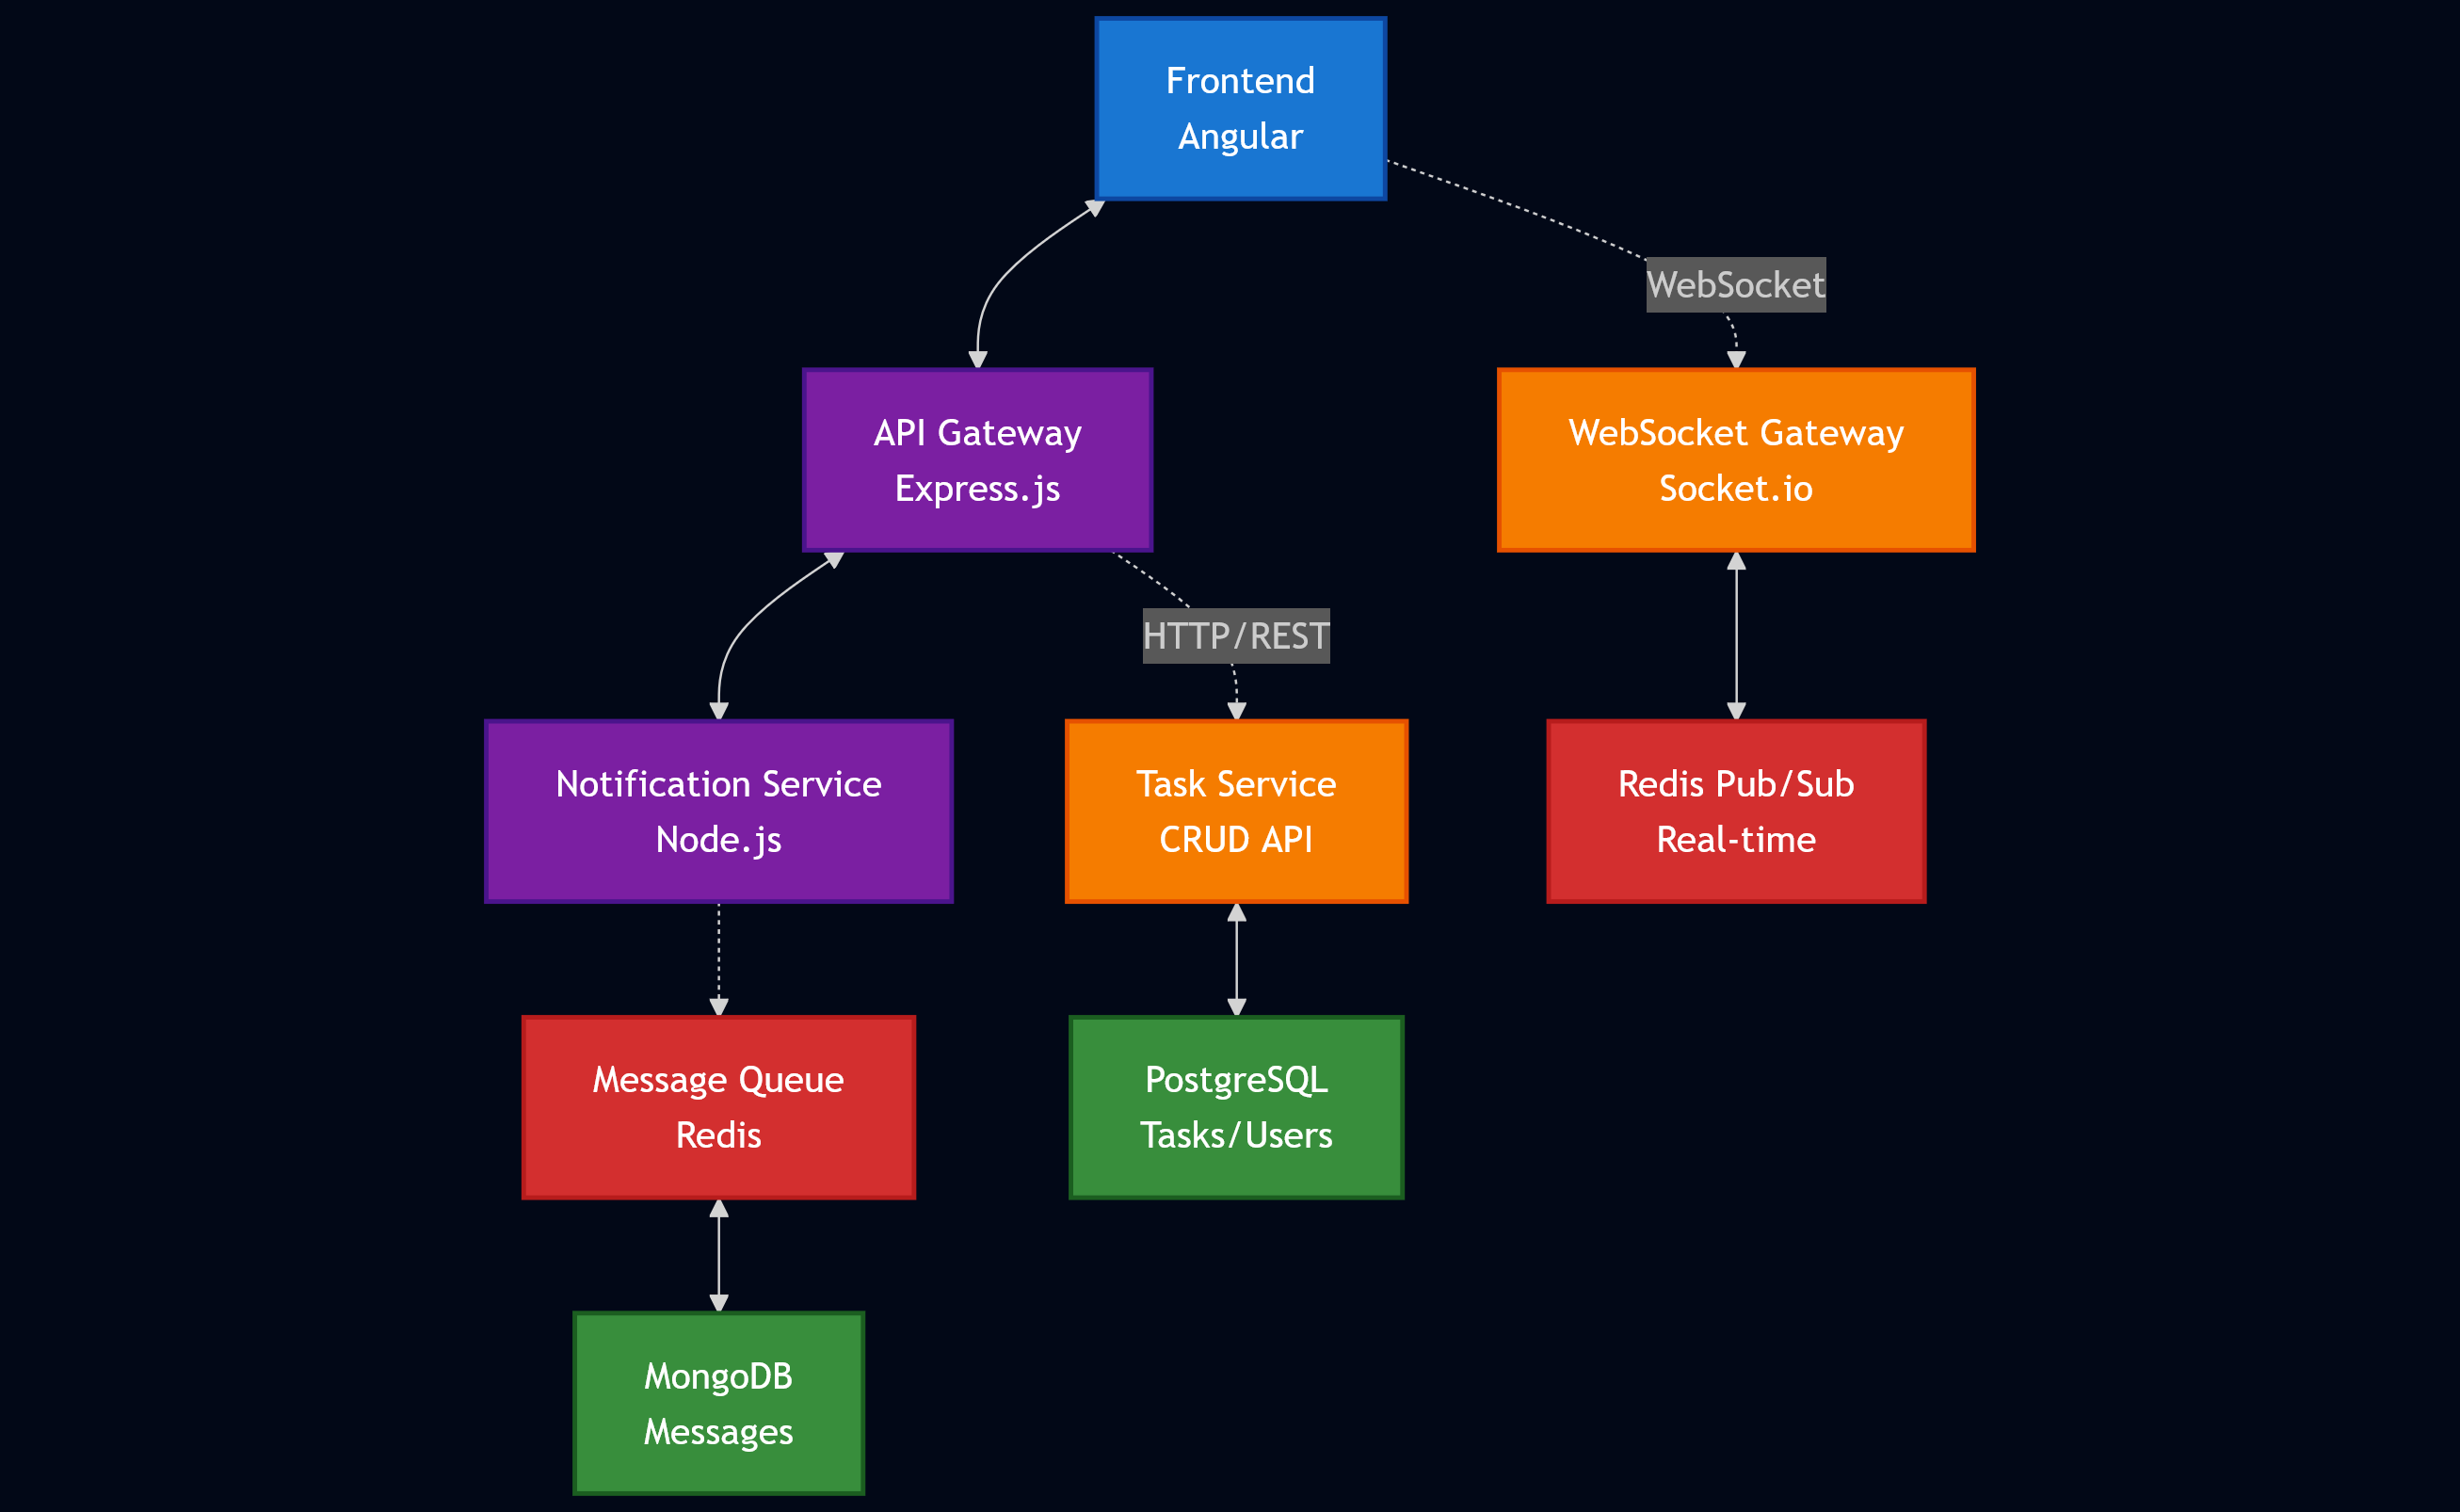 Frontend
Angular
WebSocket
API Gateway
Express.js
WebSocket Gateway
Socket.io
HTTP/REST
Notification Service
Node.js
Task Service
CRUD API
Redis Pub/Sub
Real-time
Message Queue
Redis
PostgreSQL
Tasks/Users
MongoDB
Messages